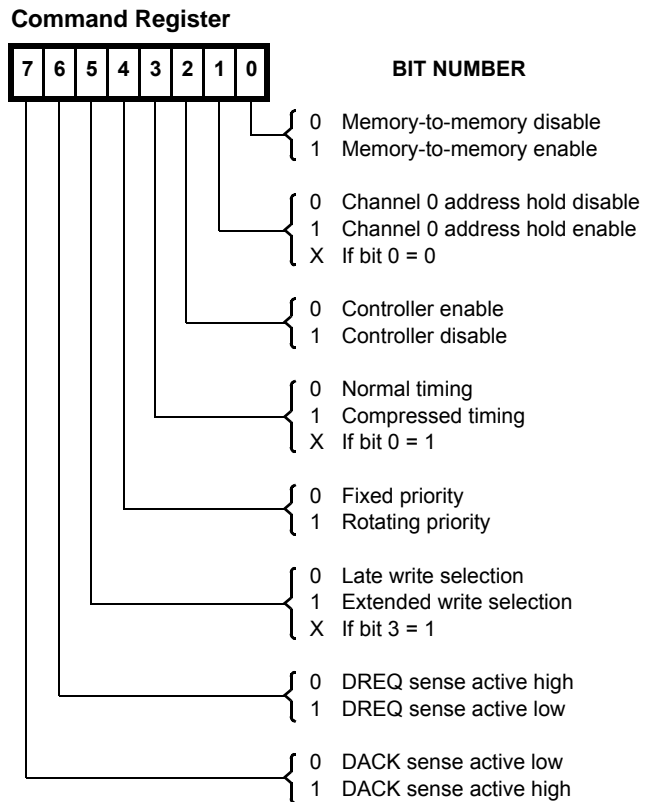 Command Register
7 6 5 4 3 2 1 0 BIT NUMBER
0 Memory-to-memory disable
1 Memory-to-memory enable
0 Channel 0 address hold disable
1 Channel 0 address hold enable
X If bit 0 = 0
0 Controller enable
1 Controller disable
0 Normal timing
1 Compressed timing
X If bit 0 = 1
0 Fixed priority
1 Rotating priority
0 Late write selection
1 Extended write selection
X If bit 3 = 1
0 DREQ sense active high
1 DREQ sense active low
0 DACK sense active low
1 DACK sense active high